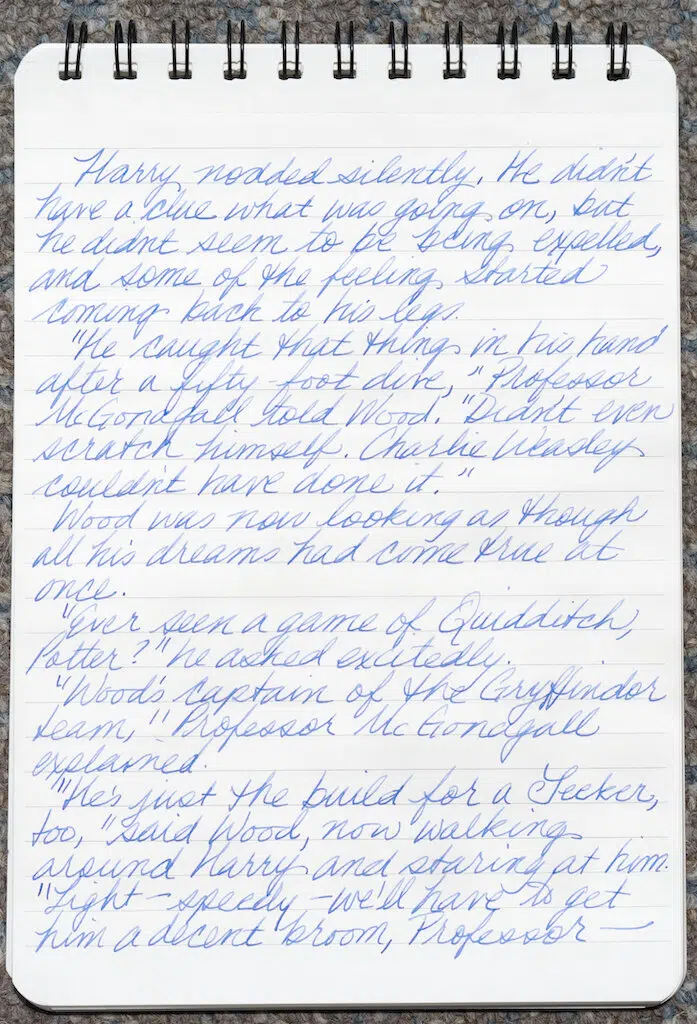 Harry nodded silently. He didn't
have a clue what was going on, but
he didnt seem to be being expelled,
and some of the feeling started
coming back to his legs.
"He caught that thing in his hand
after a fifty-foot dive," Professor
McGonagall told Wood. "Didn't even
scratch himself. Charlie Weasley
couldn't have done it."
Wood was now looking as though
all his dreams had come true at
once.
"Ever seen a game of Quidditch,
Potter?" he asked excitedly.
"Wood's captain of the Gryffindor
team," Professor McGonagall
explained.
"He's just the build for a Seeker,
too," said Wood, now walking
around Harry and staring at him.
"Light – speedy – we'll have to get
him a decent broom, Professor —